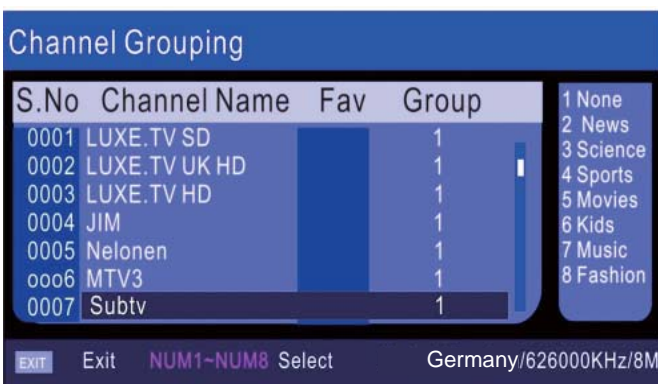 Channel Grouping
S.No Channel Name Fav Group
0001 LUXE.TV SD 1
0002 LUXE.TV UK HD 1
0003 LUXE.TV HD 1
0004 JIM 1
0005 Nelonen 1
ooo6 MTV3 1
0007 Subtv 1
1 None
2 News
3 Science
4 Sports
5 Movies
6 Kids
7 Music
8 Fashion
EXIT Exit NUM1~NUM8 Select Germany/626000KHz/8M